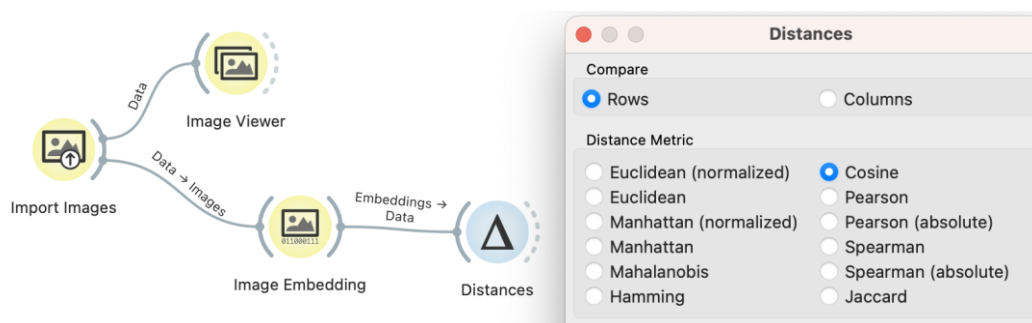 Data
Image Viewer
Import Images
Data → Images
011000111
Image Embedding
Embeddings →
Data
Δ
Distances
Distances
Compare
Rows
Columns
Distance Metric
Euclidean (normalized)
Cosine
Euclidean
Pearson
Manhattan (normalized)
Pearson (absolute)
Manhattan
Spearman
Mahalanobis
Spearman (absolute)
Hamming
Jaccard